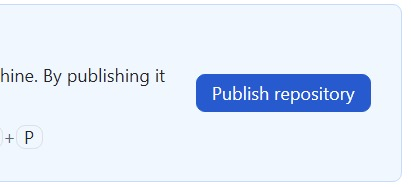 hine. By publishing it
Publish repository
+ P